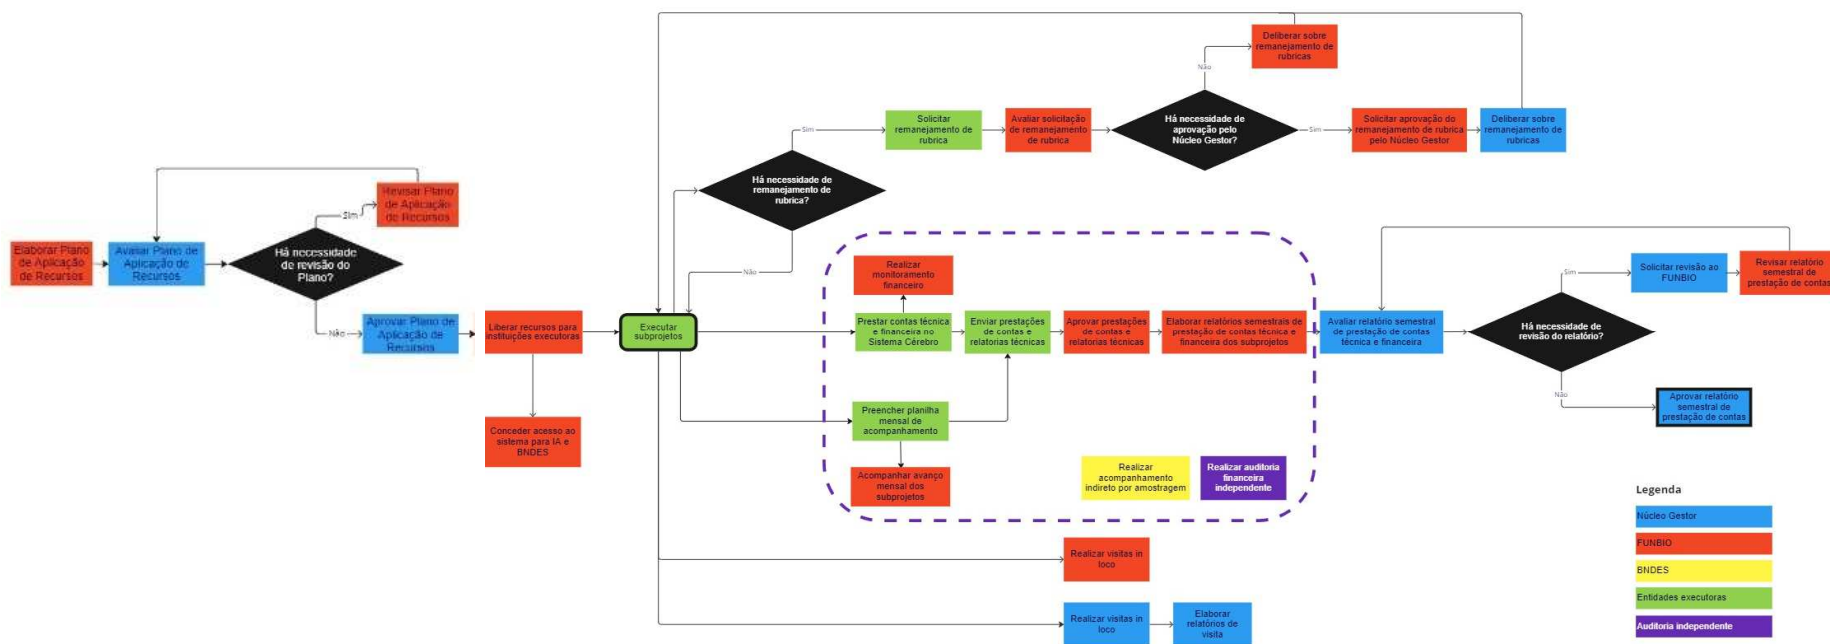 Deliberar sobre
remanejamento de
rubricas
Não
Solicitar
remanejamento de
rubrica
Avaliar solicitação
de remanejamento
de rubrica
Há necessidade de
aprovação pelo
Núcleo Gestor?
Sim
Solicitar aprovação do
remanejamento de rubrica
pelo Núcleo Gestor
Deliberar sobre
remanejamento de
rubricas
Sim
Há necessidade de
remanejamento de
rubrica?
Não
Revisar Plano
de Aplicação
de Recursos
Sim
Elaborar Plano
de Aplicação
de Recursos
Avaliar Plano de
Aplicação de
Recursos
Há necessidade
de revisão do
Plano?
Não
Aprovar Plano de
Aplicação de
Recursos
Liberar recursos para
instituições executoras
Conceder acesso ao
sistema para IA e
BNDES
Executar
subprojetos
Realizar
monitoramento
financeiro
Prestar contas técnica
e financeira no
Sistema Cérebro
Enviar prestações
de contas e
relatorias técnicas
Aprovar prestações
de contas e
relatorias técnicas
Elaborar relatórios semestrais de
prestação de contas técnica e
financeira dos subprojetos
Avaliar relatório semestral
de prestação de contas
técnica e financeira
Há necessidade de
revisão do relatório?
Sim
Solicitar revisão ao
FUNBIO
Revisar relatório
semestral de
prestação de contas
Não
Aprovar relatório
semestral de
prestação de contas
Preencher planilha
mensal de
acompanhamento
Acompanhar avanço
mensal dos
subprojetos
Realizar
acompanhamento
indireto por amostragem
Realizar auditoria
financeira
independente
Realizar visitas in
loco
Realizar visitas in
loco
Elaborar
relatórios de
visita
Legenda
Núcleo Gestor
FUNBIO
BNDES
Entidades executoras
Auditoria independente